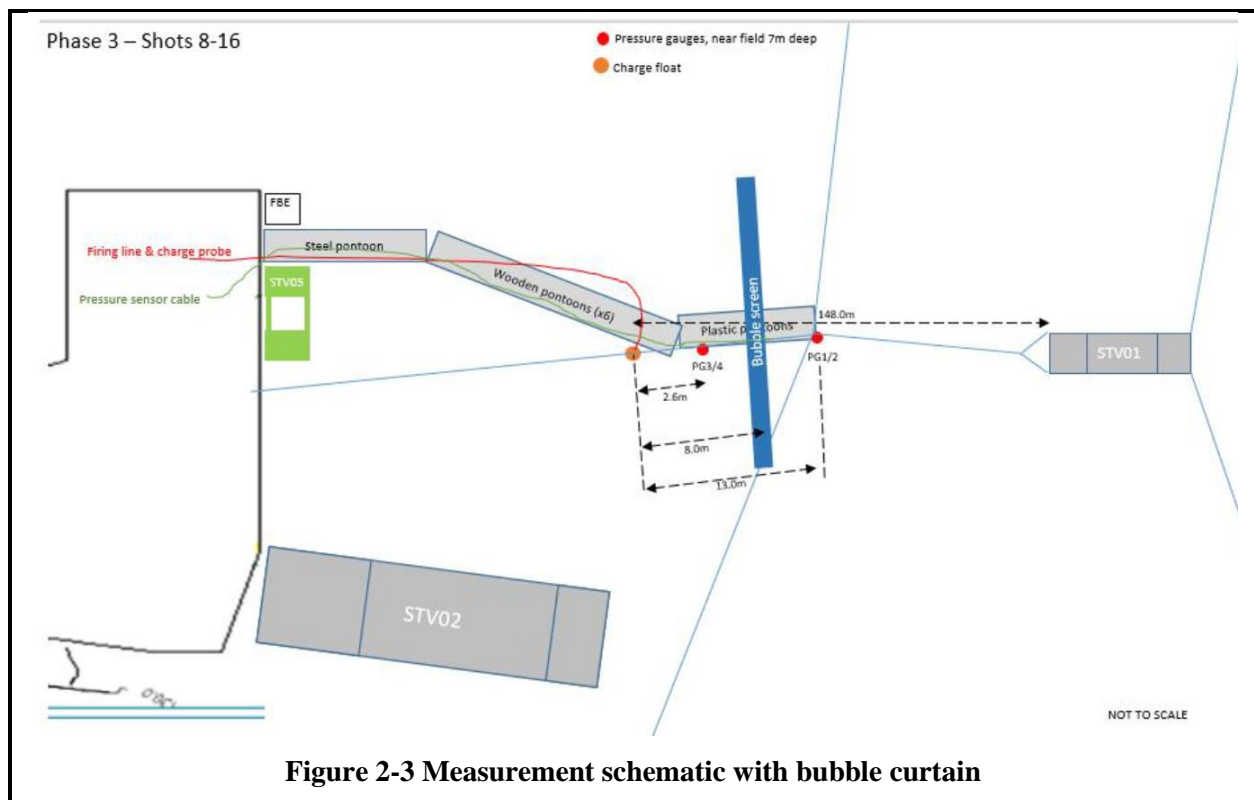 Phase 3 – Shots 8-16
Pressure gauges, near field 7m deep
Charge float
FBE
Steel pontoon
Firing line & charge probe
STV05
Pressure sensor cable
Wooden pontoons (x6)
Bubble screen
Plastic p
oons
148.0m
STV01
PG3/4
PG1/2
2.6m
8.0m
13.0m
STV02
NOT TO SCALE
Figure 2-3 Measurement schematic with bubble curtain